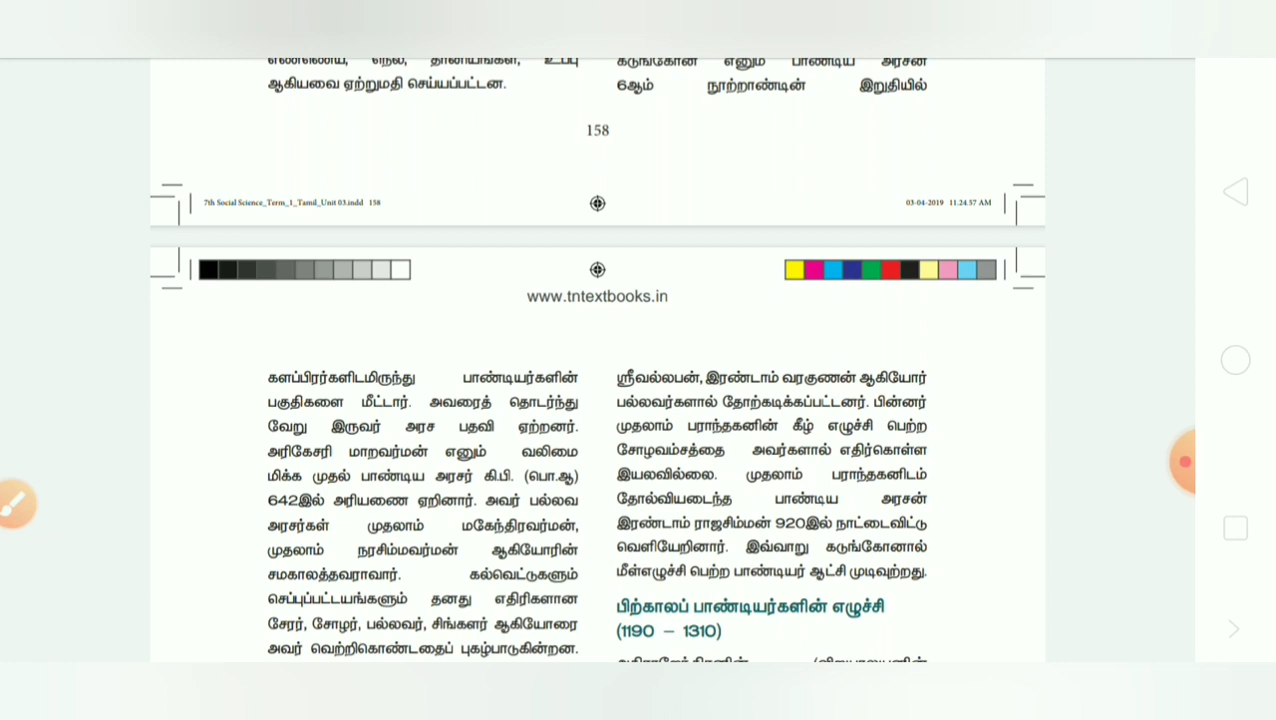 எண்ணெய், நெல், தானியங்கள், உப்பு
ஆகியவை ஏற்றுமதி செய்யப்பட்டன.
கடுங்கோன் எனும் பாண்டிய அரசன்
6ஆம் நூற்றாண்டின் இறுதியில்
158
7th Social Science_Term_1_Tamil_Unit 03.indd 158
03-04-2019 11.24.57 AM
www.tntextbooks.in
களப்பிரர்களிடமிருந்து பாண்டியர்களின்
பகுதிகளை மீட்டார். அவரைத் தொடர்ந்து
வேறு இருவர் அரச பதவி ஏற்றனர்.
அரிகேசரி மாறவர்மன் எனும் வலிமை
மிக்க முதல் பாண்டிய அரசர் கி.பி. (பொ.ஆ)
642இல் அரியணை ஏறினார். அவர் பல்லவ
அரசர்கள் முதலாம் மகேந்திரவர்மன்,
முதலாம் நரசிம்மவர்மன் ஆகியோரின்
சமகாலத்தவராவார். கல்வெட்டுகளும்
செப்புப்பட்டயங்களும் தனது எதிரிகளான
சேரர், சோழர், பல்லவர், சிங்களர் ஆகியோரை
அவர் வெற்றிகொண்டதைப் புகழ்பாடுகின்றன.
ஸ்ரீவல்லபன், இரண்டாம் வரகுணன் ஆகியோர்
பல்லவர்களால் தோற்கடிக்கப்பட்டனர். பின்னர்
முதலாம் பராந்தகனின் கீழ் எழுச்சி பெற்ற
சோழவம்சத்தை அவர்களால் எதிர்கொள்ள
இயலவில்லை. முதலாம் பராந்தகனிடம்
தோல்வியடைந்த பாண்டிய அரசன்
இரண்டாம் ராஜசிம்மன் 920இல் நாட்டைவிட்டு
வெளியேறினார். இவ்வாறு கடுங்கோனால்
மீள்எழுச்சி பெற்ற பாண்டியர் ஆட்சி முடிவுற்றது.
பிற்காலப் பாண்டியர்களின் எழுச்சி
(1190 – 1310)